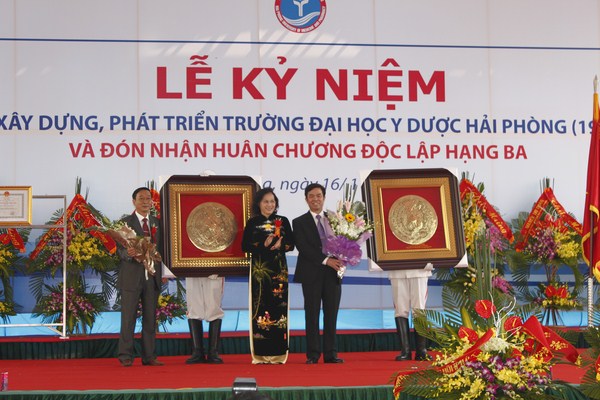 LỄ KỶ NIỆM
XÂY DỰNG, PHÁT TRIỂN TRƯỜNG ĐẠI HỌC Y DƯỢC HẢI PHÒNG (19
VÀ ĐÓN NHẬN HUÂN CHƯƠNG ĐỘC LẬP HẠNG BA
ngày 16/